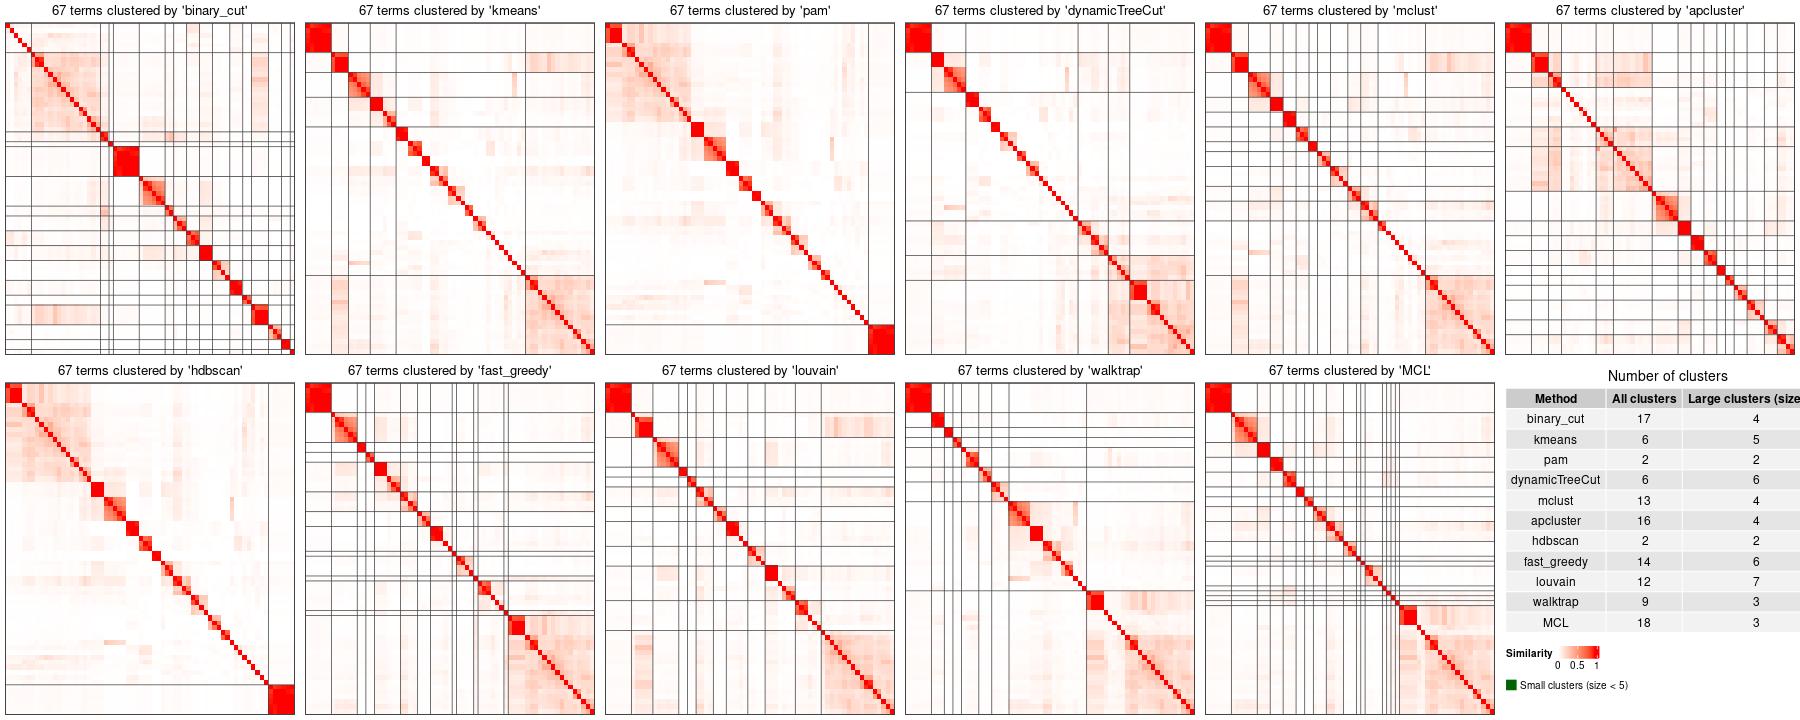 67 terms clustered by 'binary_cut'
67 terms clustered by 'kmeans'
67 terms clustered by 'pam'
67 terms clustered by 'dynamicTreeCut'
67 terms clustered by 'mclust'
67 terms clustered by 'apcluster'
67 terms clustered by 'hdbscan'
67 terms clustered by 'fast_greedy'
67 terms clustered by 'louvain'
67 terms clustered by 'walktrap'
67 terms clustered by 'MCL'
Number of clusters
Method All clusters Large clusters (size
binary_cut 17 4
kmeans 6 5
pam 2 2
dynamicTreeCut 6 6
mclust 13 4
apcluster 16 4
hdbscan 2 2
fast_greedy 14 6
louvain 12 7
walktrap 9 3
MCL 18 3
Similarity
0 0.5 1
Small clusters (size < 5)